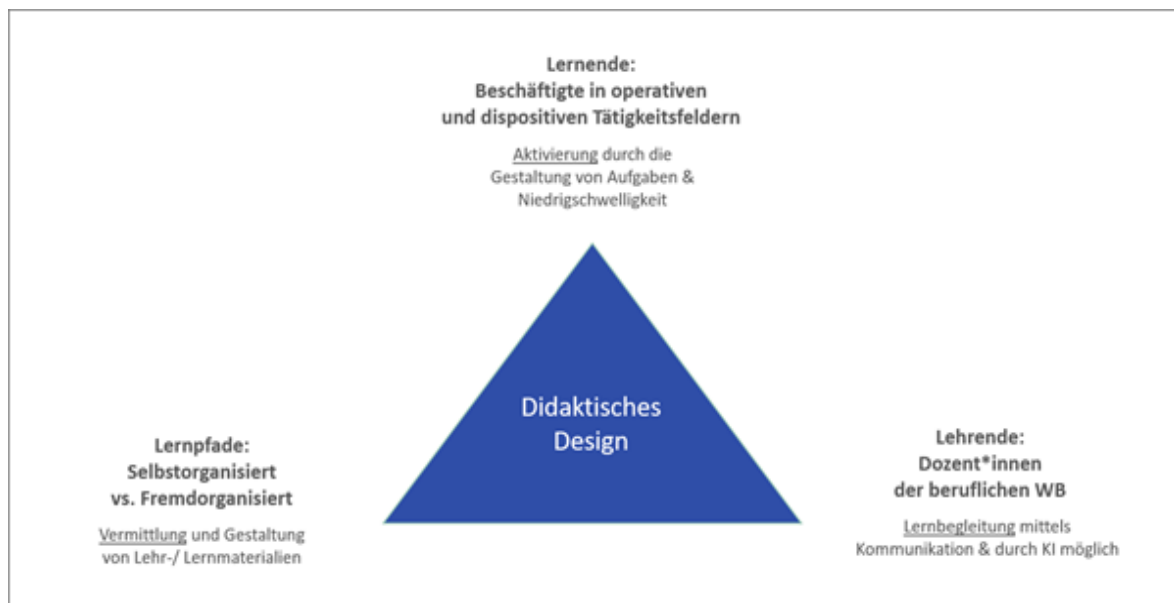 Lernende:
Beschäftigte in operativen
und dispositiven Tätigkeitsfeldern
Aktivierung durch die
Gestaltung von Aufgaben &
Niedrigschwelligkeit
Didaktisches
Design
Lernpfade:
Selbstorganisiert
vs. Fremdorganisiert
Vermittlung und Gestaltung
von Lehr-/ Lernmaterialien
Lehrende:
Dozent*innen
der beruflichen WB
Lernbegleitung mittels
Kommunikation & durch KI möglich